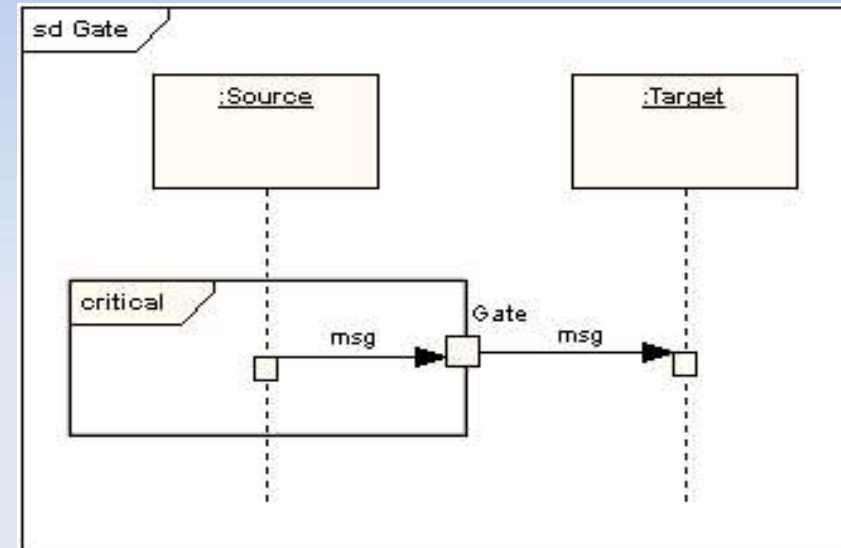 sd Gate
:Source
:Target
critical
Gate
msg
msg